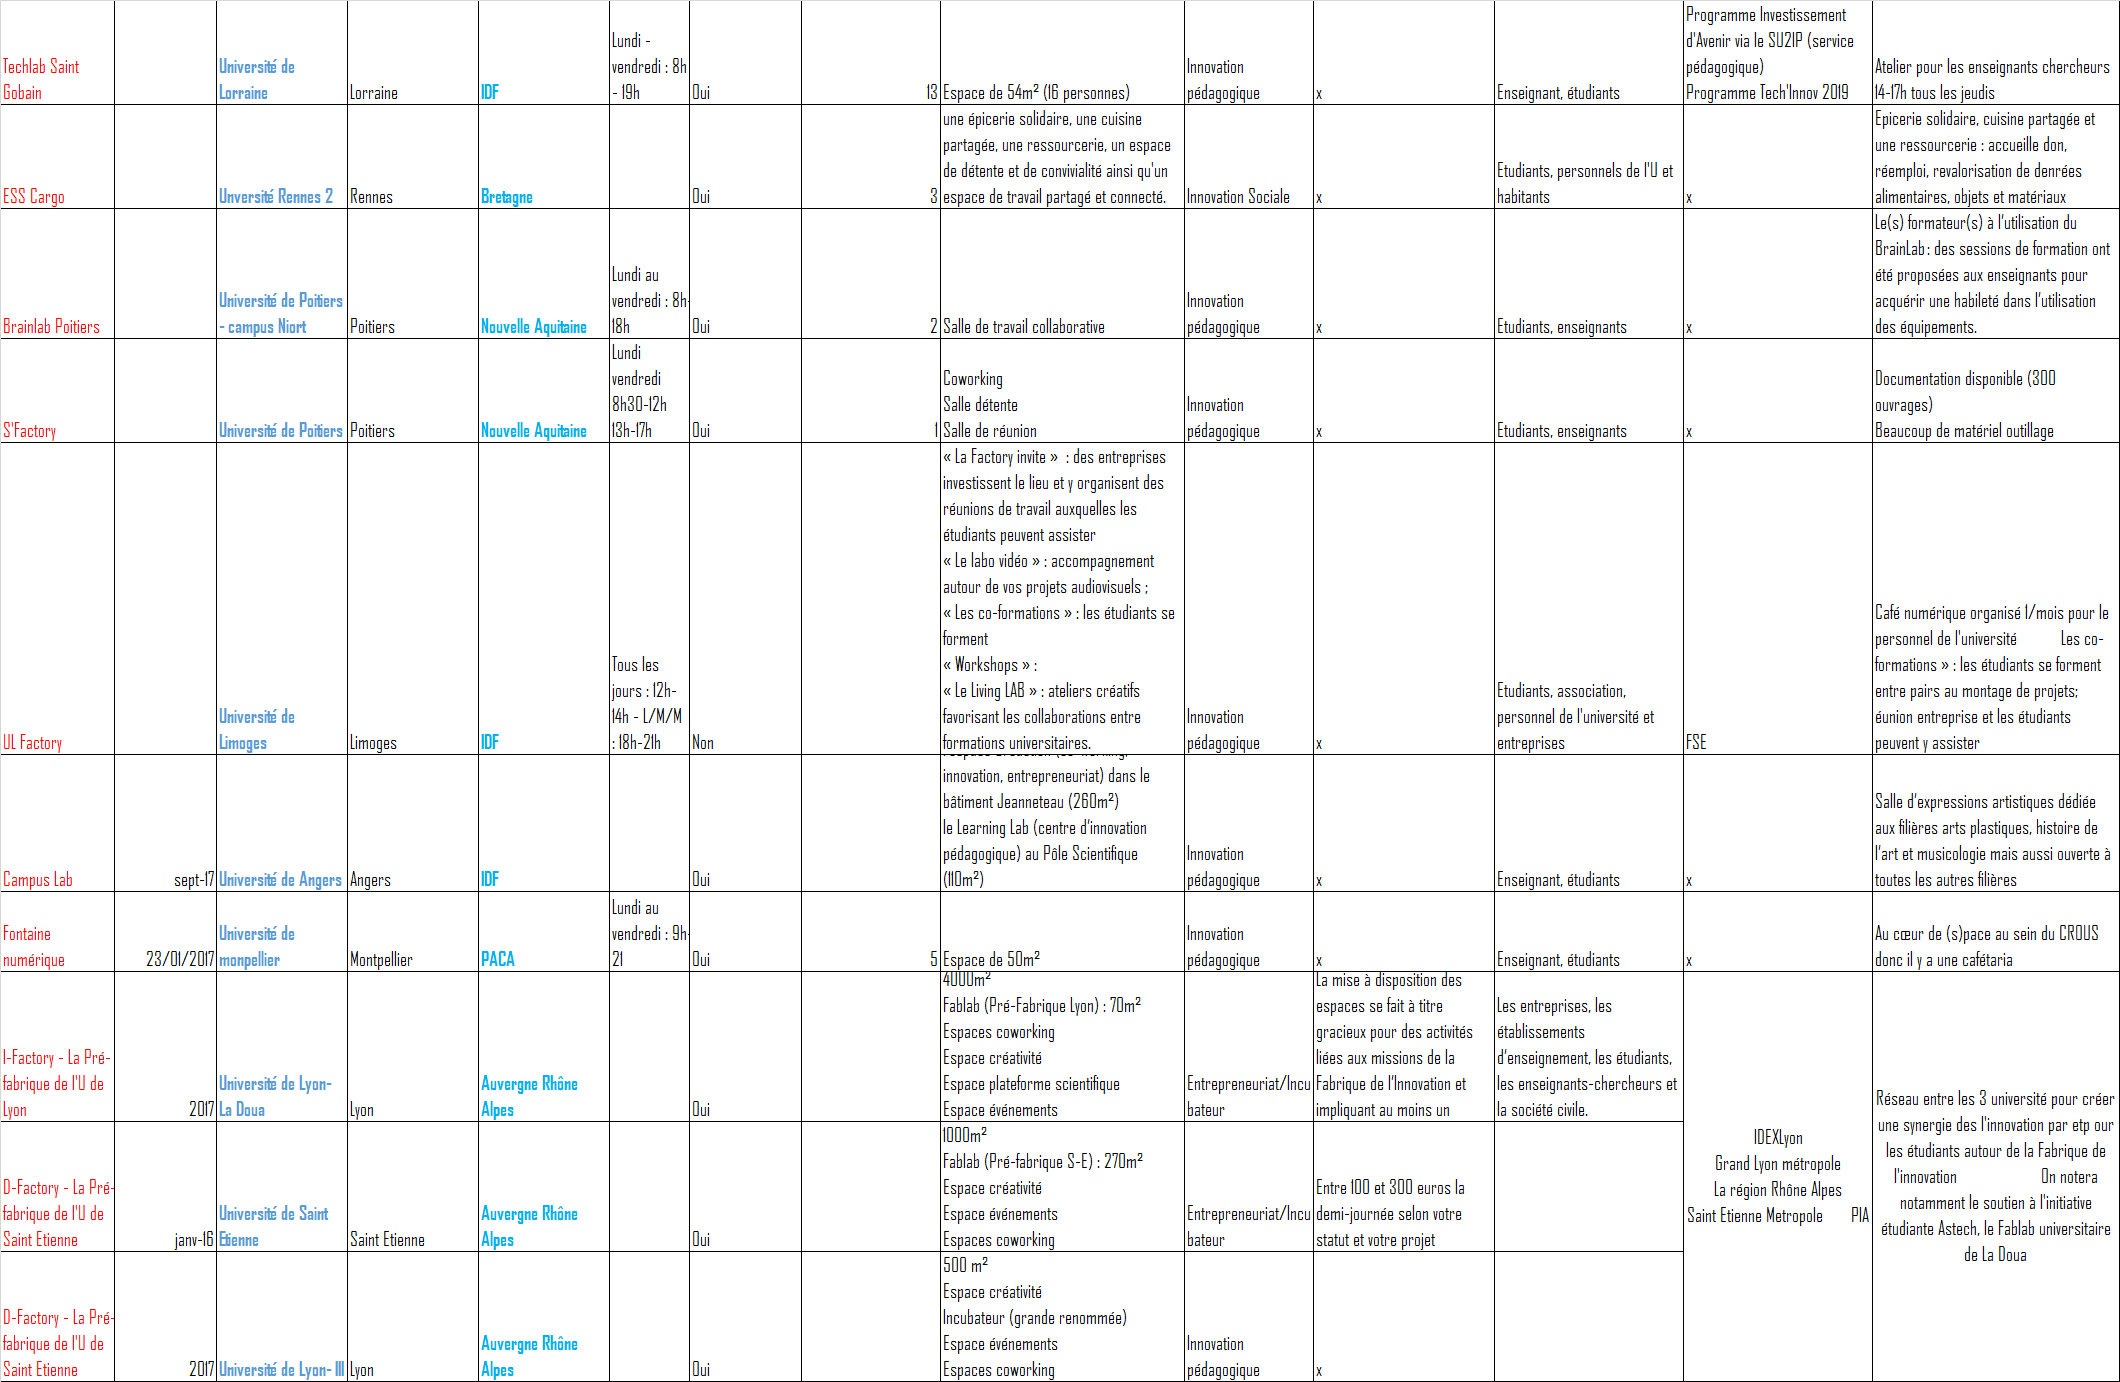 Techlab Saint
Gobain
Université de
Lorraine
Lorraine
IDF
Lundi -
vendredi : 8h
- 19h
Oui
13
Espace de 54m² (16 personnes)
Innovation
pédagogique
x
Enseignant, étudiants
Programme Investissement
d'Avenir via le SU2IP (service
pédagogique)
Programme Tech'Innov 2019
Atelier pour les enseignants chercheurs
14-17h tous les jeudis
ESS Cargo
Unversité Rennes 2
Rennes
Bretagne
Oui
3
une épicerie solidaire, une cuisine
partagée, une ressourcerie, un espace
de détente et de convivialité ainsi qu'un
espace de travail partagé et connecté.
Innovation Sociale
x
Etudiants, personnels de l'U et
habitants
x
Epicerie solidaire, cuisine partagée et
une ressourcerie : accueille don,
réemploi, revalorisation de denrées
alimentaires, objets et matériaux
Brainlab Poitiers
Université de Poitiers
- campus Niort
Poitiers
Nouvelle Aquitaine
Lundi au
vendredi : 8h-
18h
Oui
2
Salle de travail collaborative
Innovation
pédagogique
x
Etudiants, enseignants
x
Le(s) formateur(s) à l'utilisation du
BrainLab : des sessions de formation ont
été proposées aux enseignants pour
acquérir une habileté dans l'utilisation
des équipements.
S'Factory
Université de Poitiers
Poitiers
Nouvelle Aquitaine
Lundi
vendredi
8h30-12h
13h-17h
Oui
1
Coworking
Salle détente
Salle de réunion
Innovation
pédagogique
x
Etudiants, enseignants
x
Documentation disponible (300
ouvrages)
Beaucoup de matériel outillage
UL Factory
Université de
Limoges
Limoges
IDF
Tous les
jours : 12h-
14h - L/M/M
: 18h-21h
Non
« La Factory invite » : des entreprises
investissent le lieu et y organisent des
réunions de travail auxquelles les
étudiants peuvent assister
« Le labo vidéo » : accompagnement
autour de vos projets audiovisuels ;
« Les co-formations » : les étudiants se
forment
« Workshops » :
« Le Living LAB » : ateliers créatifs
favorisant les collaborations entre
formations universitaires.
Innovation
pédagogique
x
Etudiants, association,
personnel de l'université et
entreprises
FSE
Café numérique organisé 1/mois pour le
personnel de l'université Les co-
formations » : les étudiants se forment
entre pairs au montage de projets;
éunion entreprise et les étudiants
peuvent y assister
Campus Lab
sept-17
Université de Angers
Angers
IDF
Oui
innovation, entrepreneuriat) dans le
bâtiment Jeanneteau (260m²)
le Learning Lab (centre d'innovation
pédagogique) au Pôle Scientifique
(110m²)
Innovation
pédagogique
x
Enseignant, étudiants
x
Salle d'expressions artistiques dédiée
aux filières arts plastiques, histoire de
l'art et musicologie mais aussi ouverte à
toutes les autres filières
Fontaine
numérique
23/01/2017
Université de
monpellier
Montpellier
PACA
Lundi au
vendredi : 9h-
21
Oui
5
Espace de 50m²
Innovation
pédagogique
x
Enseignant, étudiants
x
Au cœur de (s)pace au sein du CROUS
donc il y a une cafétaria
I-Factory - La Pré-
fabrique de l'U de
Lyon
2017
Université de Lyon-
La Doua
Lyon
Auvergne Rhône
Alpes
Oui
4000m²
Fablab (Pré-Fabrique Lyon) : 70m²
Espaces coworking
Espace créativité
Espace plateforme scientifique
Espace événements
Entrepreneuriat/Incu
bateur
La mise à disposition des
espaces se fait à titre
gracieux pour des activités
liées aux missions de la
Fabrique de l'Innovation et
impliquant au moins un
Les entreprises, les
établissements
d'enseignement, les étudiants,
les enseignants-chercheurs et
la société civile.
IDEXLyon
Grand Lyon métropole
La région Rhône Alpes
Saint Etienne Metropole PIA
Réseau entre les 3 université pour créer
une synergie des l'innovation par etp our
les étudiants autour de la Fabrique de
l'innovation On notera
notamment le soutien à l'initiative
étudiante Astech, le Fablab universitaire
de La Doua
D-Factory - La Pré-
fabrique de l'U de
Saint Etienne
janv-16
Université de Saint
Etienne
Saint Etienne
Auvergne Rhône
Alpes
Oui
1000m²
Fablab (Pré-fabrique S-E) : 270m²
Espace créativité
Espace événements
Espaces coworking
Entrepreneuriat/Incu
bateur
Entre 100 et 300 euros la
demi-journée selon votre
statut et votre projet
D-Factory - La Pré-
fabrique de l'U de
Saint Etienne
2017
Université de Lyon- III
Lyon
Auvergne Rhône
Alpes
Oui
500 m²
Espace créativité
Incubateur (grande renommée)
Espace événements
Espaces coworking
Innovation
pédagogique
x